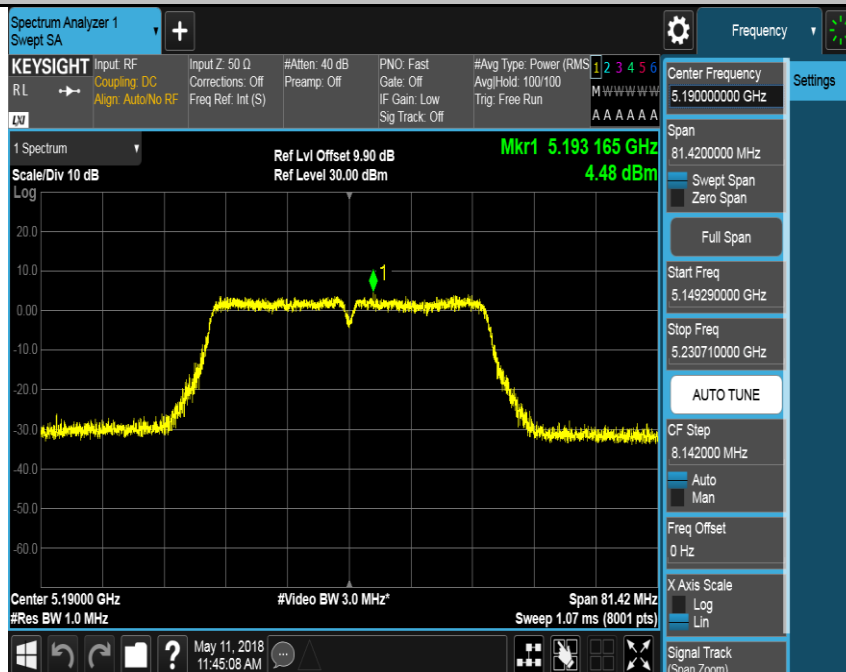 Spectrum Analyzer 1
Swept SA
+
Frequency
KEYSIGHT
RL
LXI
Input: RF
Coupling: DC
Align: Auto/No RF
Input Z: 50 Ω
Corrections: Off
Freq Ref: Int (S)
#Atten: 40 dB
Preamp: Off
PNO: Fast
Gate: Off
IF Gain: Low
Sig Track: Off
#Avg Type: Power (RMS
Avg|Hold: 100/100
Trig: Free Run
1 2 3 4 5 6
M W W W W W
A A A A A A
1 Spectrum
Scale/Div 10 dB
Log
Ref Lvl Offset 9.90 dB
Ref Level 30.00 dBm
Mkr1 5.193 165 GHz
4.48 dBm
20.0
10.0
0.00
-10.0
-20.0
-30.0
-40.0
-50.0
-60.0
1
Center 5.19000 GHz
#Res BW 1.0 MHz
#Video BW 3.0 MHz*
Span 81.42 MHz
Sweep 1.07 ms (8001 pts)
?
May 11, 2018
11:45:08 AM
Center Frequency
5.190000000 GHz
Span
81.4200000 MHz
Swept Span
Zero Span
Full Span
Start Freq
5.149290000 GHz
Stop Freq
5.230710000 GHz
AUTO TUNE
CF Step
8.142000 MHz
Auto
Man
Freq Offset
0 Hz
X Axis Scale
Log
Lin
Signal Track
(Span Zoom)
Settings